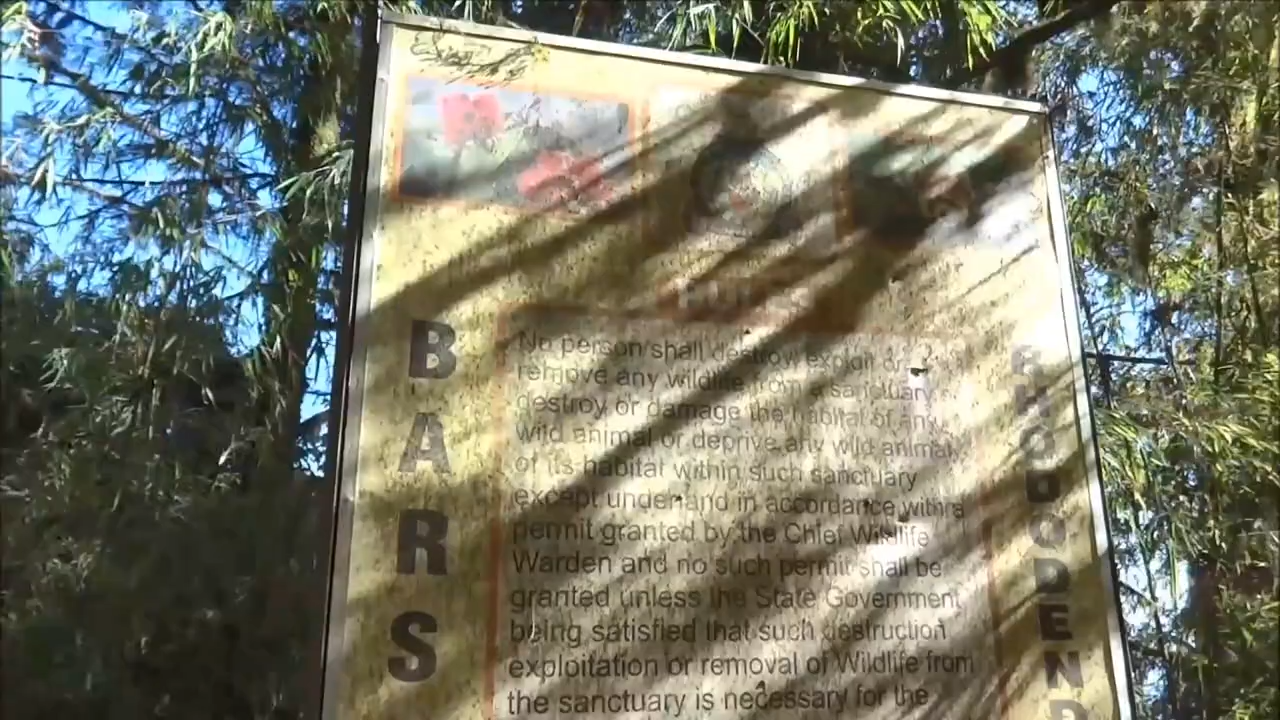 RULES
B
A
R
S
No person shall destroy exploit or
remove any wildlife from a sanctuary
destroy or damage the habitat of any
wild animal or deprive any wild animal
of its habitat within such sanctuary
except under and in accordance with a
permit granted by the Chief Wildlife
Warden and no such permit shall be
granted unless the State Government
being satisfied that such destruction
exploitation or removal of Wildlife from
the sanctuary is necessary for the
R
H
O
D
O
D
E
N
D